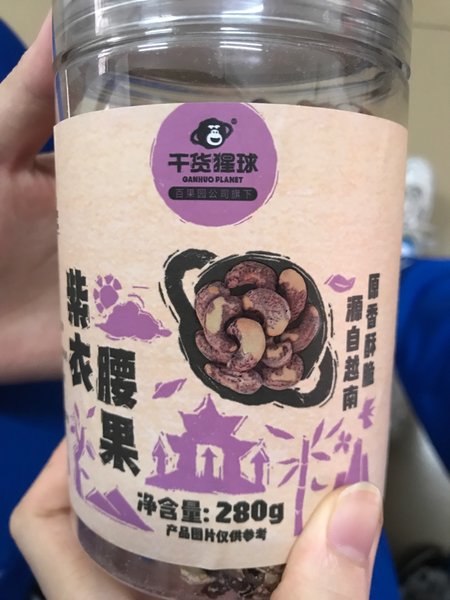 ®
干货猩球
GANHUO PLANET
百果园公司旗下
紫衣
腰果
原香酥脆
源自越南
净含量: 280g
产品图片仅供参考